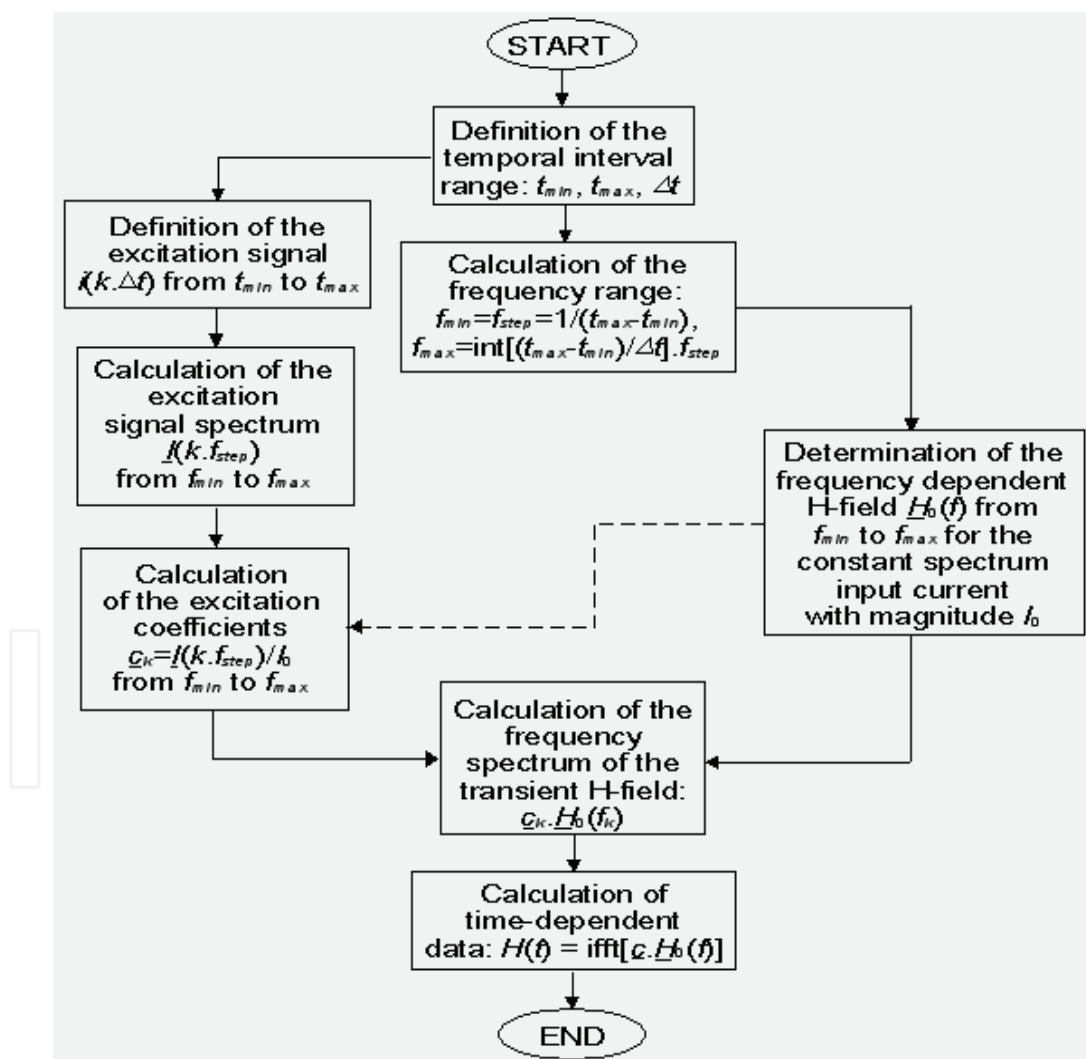 START
Definition of the
temporal interval
range: tmin, tmax, Δt
Definition of the
excitation signal
i(k.Δt) from tmin to tmax
Calculation of the
frequency range:
fmin=fstep=1/(tmax-tmin),
fmax=int[(tmax-tmin)/Δt].fstep
Calculation of the
excitation
signal spectrum
I(k.fstep)
from fmin to fmax
Determination of the
frequency dependent
H-field H0(f) from
fmin to fmax for the
constant spectrum
input current
with magnitude I0
Calculation
of the excitation
coefficients
ck=I(k.fstep)/I0
from fmin to fmax
Calculation of the
frequency
spectrum of the
transient H-field:
ck.H0(fk)
Calculation of
time-dependent
data: H(t) = ifft[c.H0(f)]
END